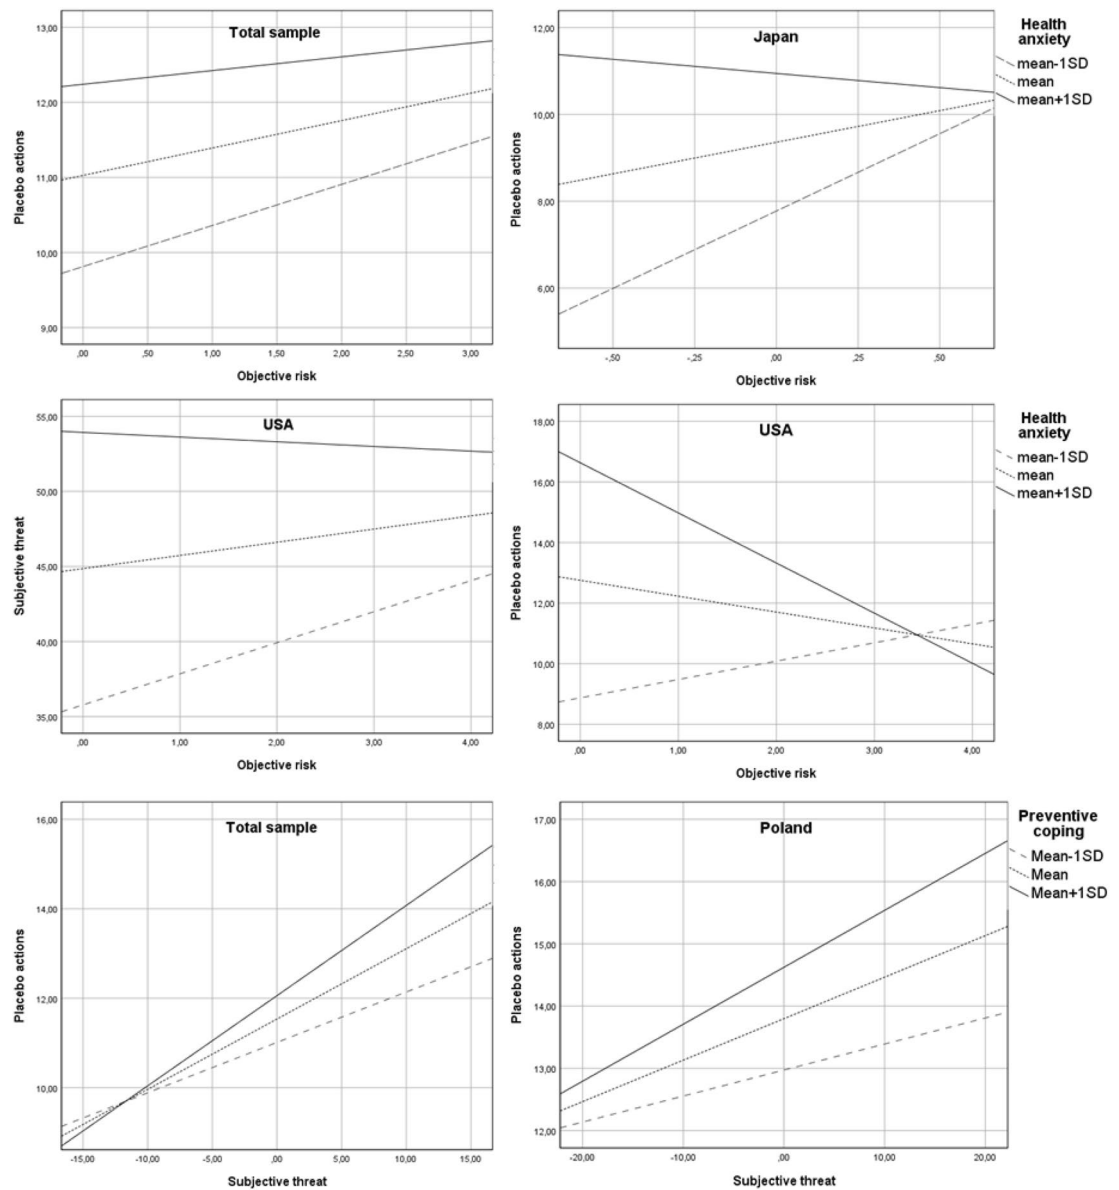 Total sample
13,00
12,00
11,00
10,00
9,00
Placebo actions
,00
,50
1,00
1,50
2,00
2,50
3,00
Objective risk
Japan
12,00
10,00
8,00
6,00
Placebo actions
-,50
-,25
,00
,25
,50
Objective risk
Health
anxiety
mean-1SD
mean
mean+1SD
USA
55,00
50,00
45,00
40,00
35,00
Subjective threat
,00
1,00
2,00
3,00
4,00
Objective risk
USA
18,00
16,00
14,00
12,00
10,00
8,00
Placebo actions
,00
1,00
2,00
3,00
4,00
Objective risk
Health
anxiety
mean-1SD
mean
mean+1SD
Total sample
16,00
14,00
12,00
10,00
Placebo actions
-15,00
-10,00
-5,00
,00
5,00
10,00
15,00
Subjective threat
Poland
17,00
16,00
15,00
14,00
13,00
12,00
Placebo actions
-20,00
-10,00
,00
10,00
20,00
Subjective threat
Preventive
coping
Mean-1SD
Mean
Mean+1SD